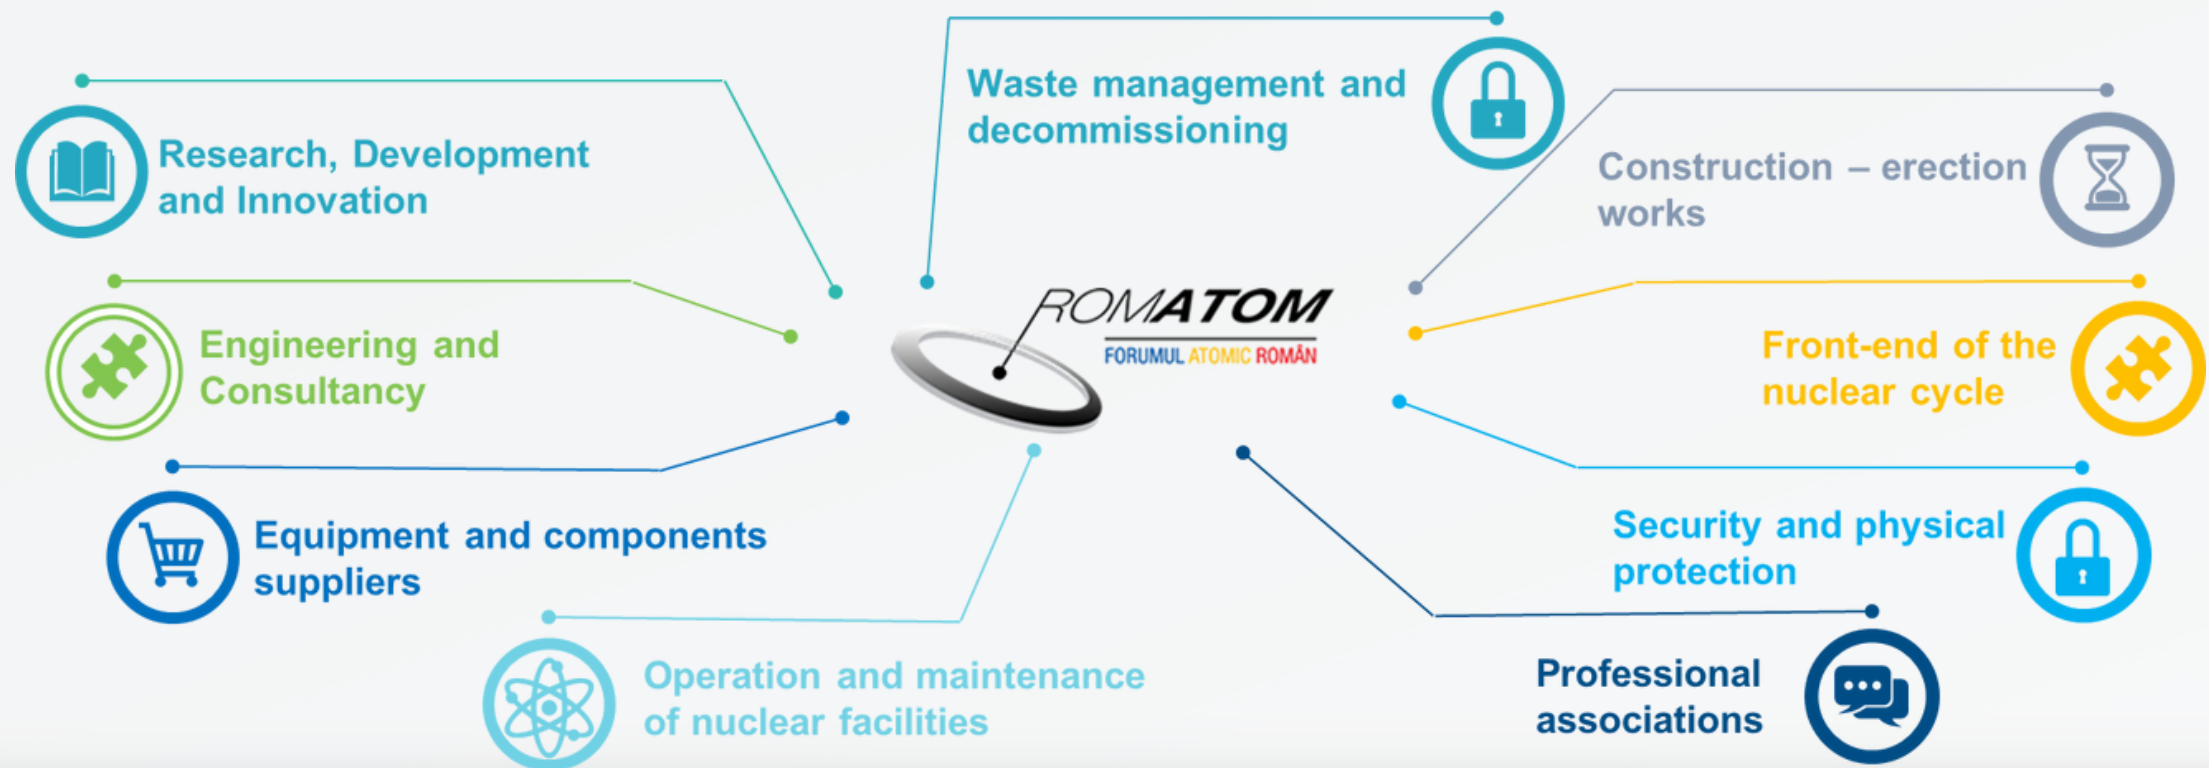 Waste management and
decommissioning
Research, Development
and Innovation
Construction – erection
works
ROMATOM
FORUMUL ATOMIC ROMÂN
Engineering and
Consultancy
Front-end of the
nuclear cycle
Equipment and components
suppliers
Security and physical
protection
Operation and maintenance
of nuclear facilities
Professional
associations